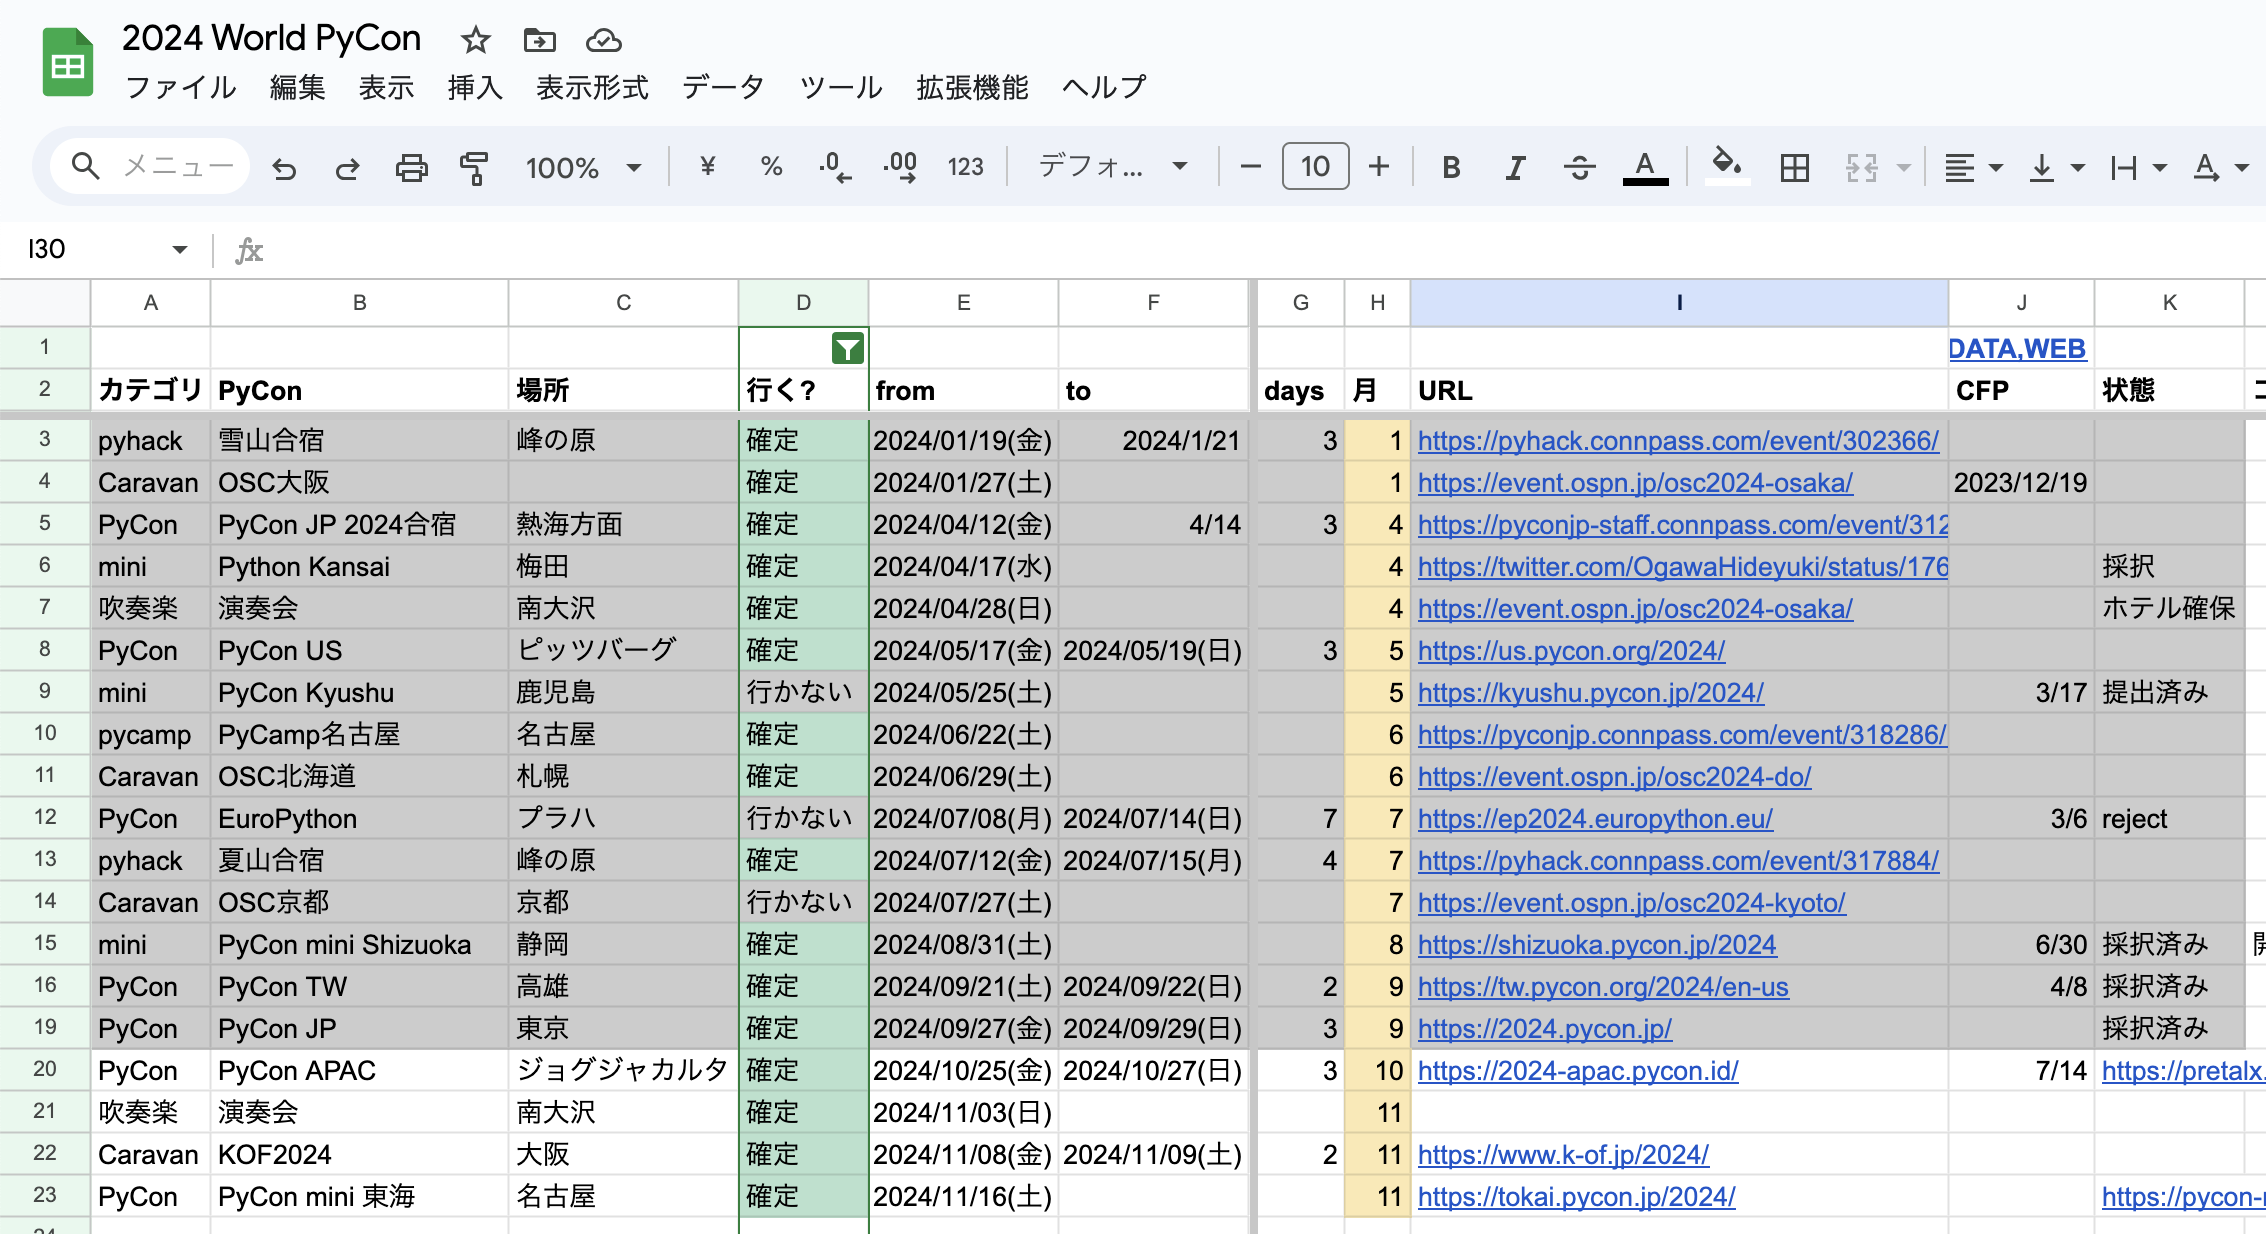 2024 World PyCon
ファイル 編集 表示 挿入 表示形式 データ ツール 拡張機能 ヘルプ
メニュー 100% ¥ % .0 .00 123 デフォ... 10 B I A A
I30 fx
A B C D E F G H I J K
1 DATA,WEB
2 カテゴリ PyCon 場所 行く? from to days 月 URL CFP 状態
3 pyhack 雪山合宿 峰の原 確定 2024/01/19(金) 2024/1/21 3 1 https://pyhack.connpass.com/event/302366/
4 Caravan OSC大阪 確定 2024/01/27(土) 1 https://event.ospn.jp/osc2024-osaka/ 2023/12/19
5 PyCon PyCon JP 2024合宿 熱海方面 確定 2024/04/12(金) 4/14 3 4 https://pyconjp-staff.connpass.com/event/312
6 mini Python Kansai 梅田 確定 2024/04/17(水) 4 https://twitter.com/OgawaHideyuki/status/176 採択
7 吹奏楽 演奏会 南大沢 確定 2024/04/28(日) 4 https://event.ospn.jp/osc2024-osaka/ ホテル確保
8 PyCon PyCon US ピッツバーグ 確定 2024/05/17(金) 2024/05/19(日) 3 5 https://us.pycon.org/2024/
9 mini PyCon Kyushu 鹿児島 行かない 2024/05/25(土) 5 https://kyushu.pycon.jp/2024/ 3/17 提出済み
10 pycamp PyCamp名古屋 名古屋 確定 2024/06/22(土) 6 https://pyconjp.connpass.com/event/318286/
11 Caravan OSC北海道 札幌 確定 2024/06/29(土) 6 https://event.ospn.jp/osc2024-do/
12 PyCon EuroPython プラハ 行かない 2024/07/08(月) 2024/07/14(日) 7 7 https://ep2024.europython.eu/ 3/6 reject
13 pyhack 夏山合宿 峰の原 確定 2024/07/12(金) 2024/07/15(月) 4 7 https://pyhack.connpass.com/event/317884/
14 Caravan OSC京都 京都 行かない 2024/07/27(土) 7 https://event.ospn.jp/osc2024-kyoto/
15 mini PyCon mini Shizuoka 静岡 確定 2024/08/31(土) 8 https://shizuoka.pycon.jp/2024 6/30 採択済み
16 PyCon PyCon TW 高雄 確定 2024/09/21(土) 2024/09/22(日) 2 9 https://tw.pycon.org/2024/en-us 4/8 採択済み
19 PyCon PyCon JP 東京 確定 2024/09/27(金) 2024/09/29(日) 3 9 https://2024.pycon.jp/ 採択済み
20 PyCon PyCon APAC ジョグジャカルタ 確定 2024/10/25(金) 2024/10/27(日) 3 10 https://2024-apac.pycon.id/ 7/14 https://pretalx.
21 吹奏楽 演奏会 南大沢 確定 2024/11/03(日) 11
22 Caravan KOF2024 大阪 確定 2024/11/08(金) 2024/11/09(土) 2 11 https://www.k-of.jp/2024/
23 PyCon PyCon mini 東海 名古屋 確定 2024/11/16(土) 11 https://tokai.pycon.jp/2024/ https://pycon-